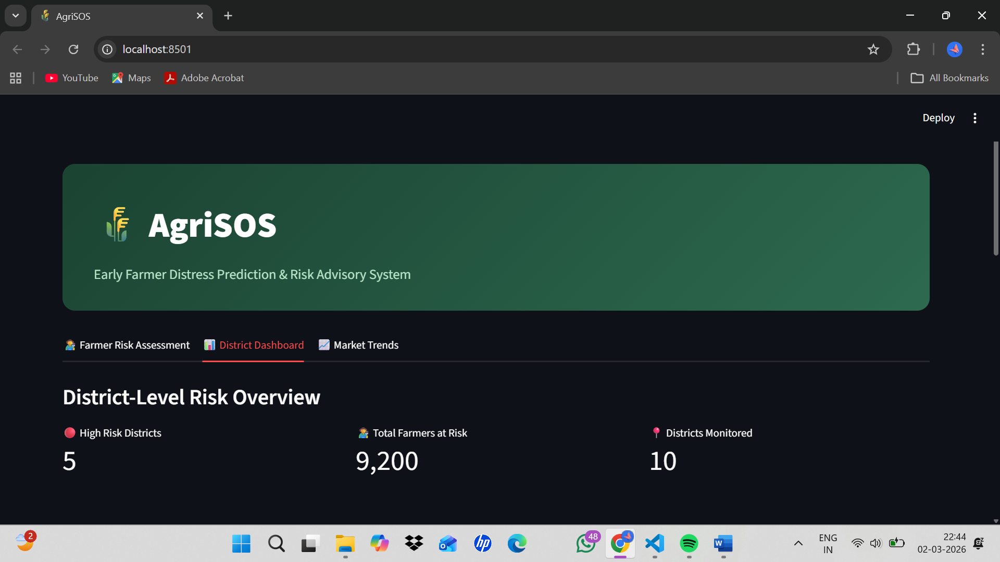 AgriSOS
localhost:8501
YouTube Maps Adobe Acrobat All Bookmarks
Deploy
AgriSOS
Early Farmer Distress Prediction & Risk Advisory System
Farmer Risk Assessment District Dashboard Market Trends
District-Level Risk Overview
High Risk Districts Total Farmers at Risk Districts Monitored
5 9,200 10
2
48
hp
W
ENG
IN
22:44
02-03-2026